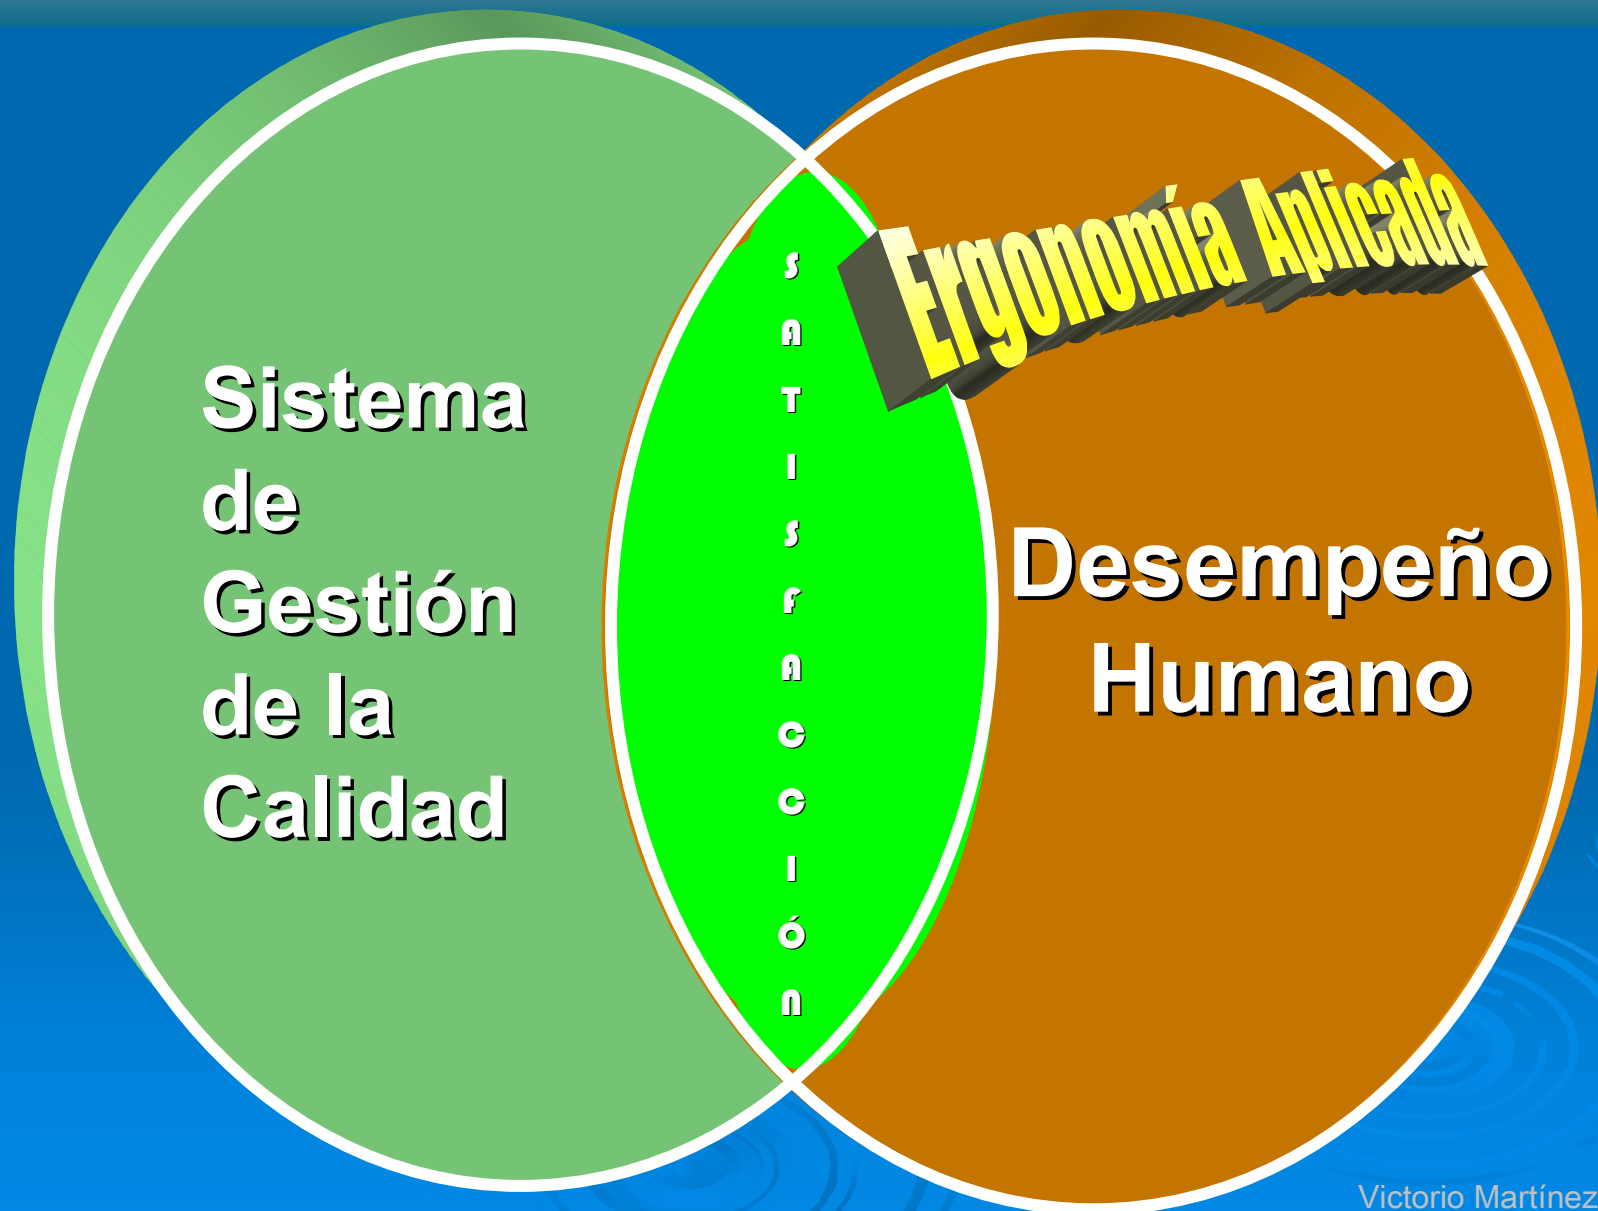 Ergonomía Aplicada
Sistema
de
Gestión
de la
Calidad
S
A
T
I
S
F
A
C
C
I
Ó
N
Desempeño
Humano
Victorio Martínez